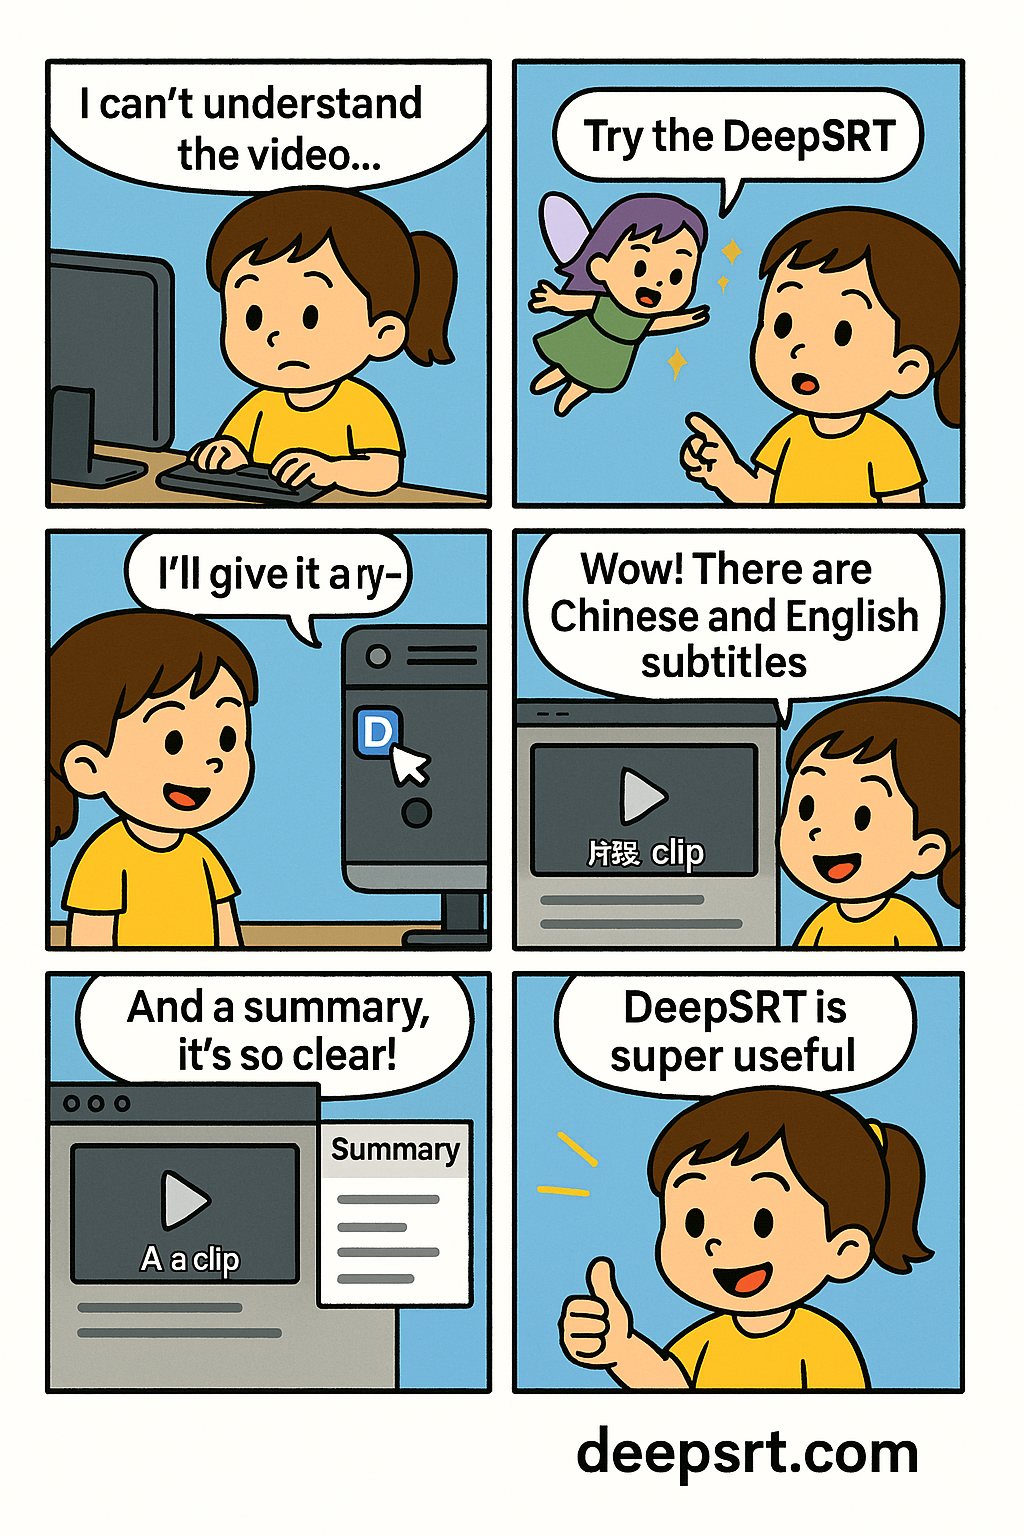 I can't understand
the video...
Try the DeepSRT
I'll give it a ry-
D
Wow! There are
Chinese and English
subtitles
clip
And a summary,
it's so clear!
Summary
A a clip
DeepSRT is
super useful
deepsrt.com